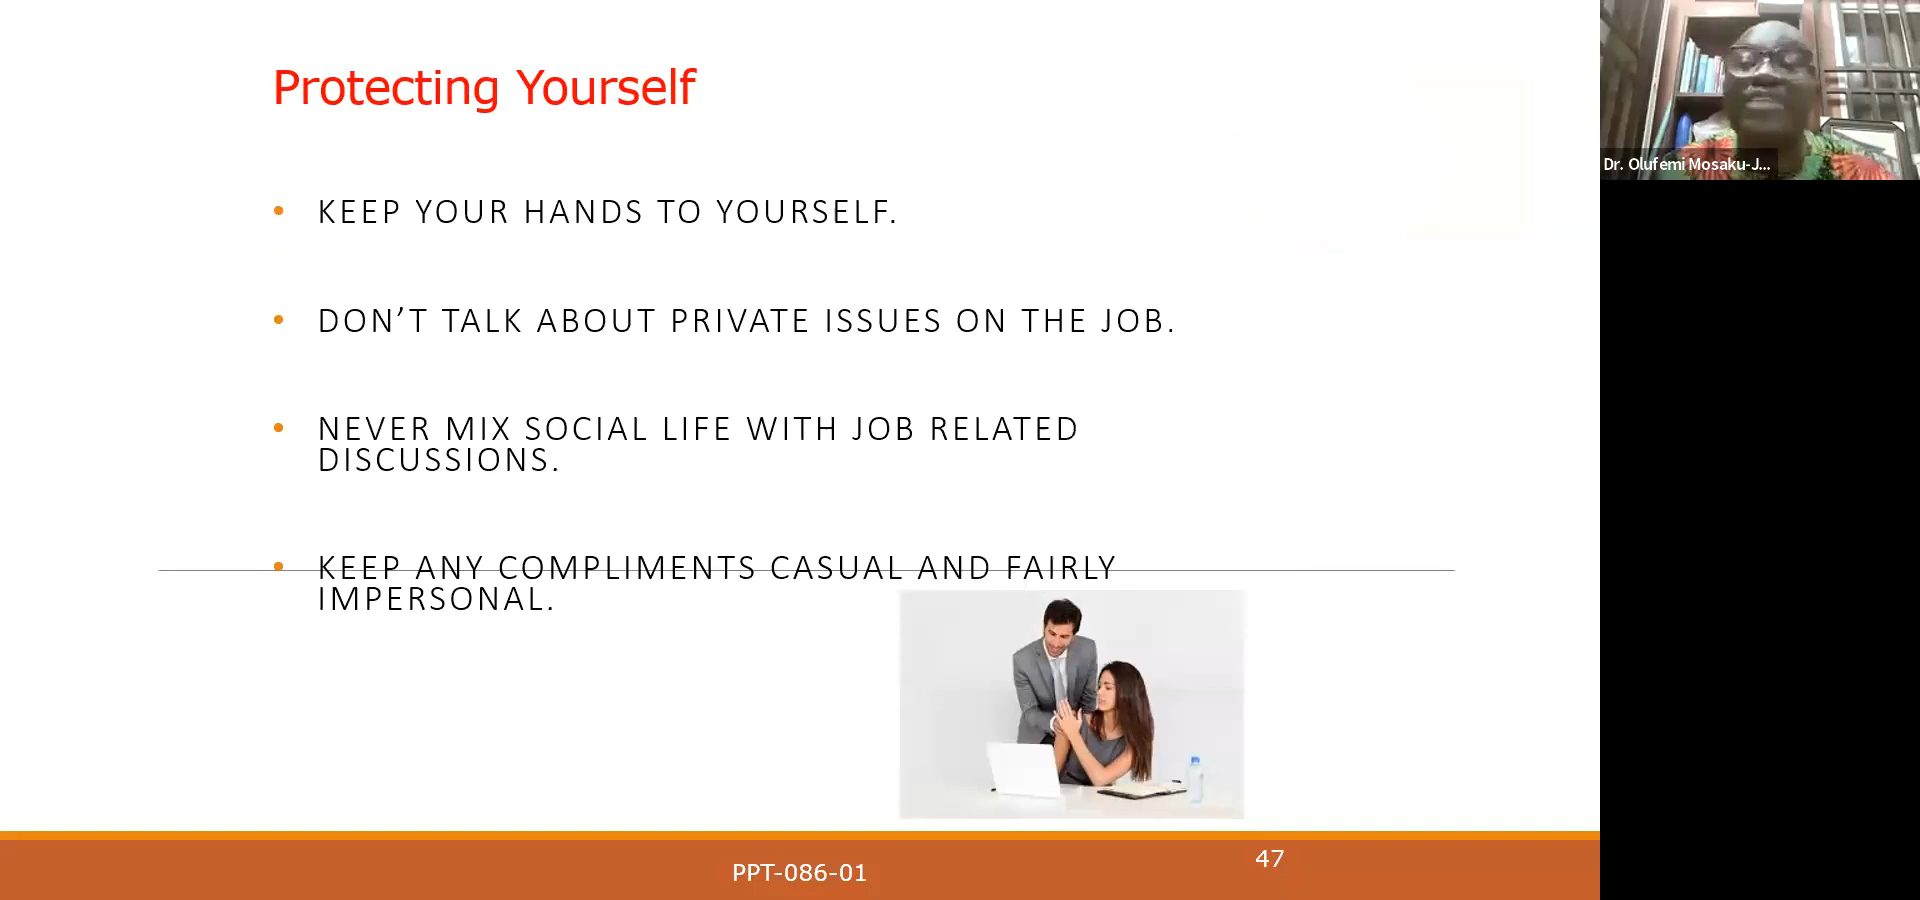 Protecting Yourself
• KEEP YOUR HANDS TO YOURSELF.
• DON’T TALK ABOUT PRIVATE ISSUES ON THE JOB.
• NEVER MIX SOCIAL LIFE WITH JOB RELATED
DISCUSSIONS.
• KEEP ANY COMPLIMENTS CASUAL AND FAIRLY
IMPERSONAL.
PPT-086-01
47
Dr. Olufemi Mosaku-J...